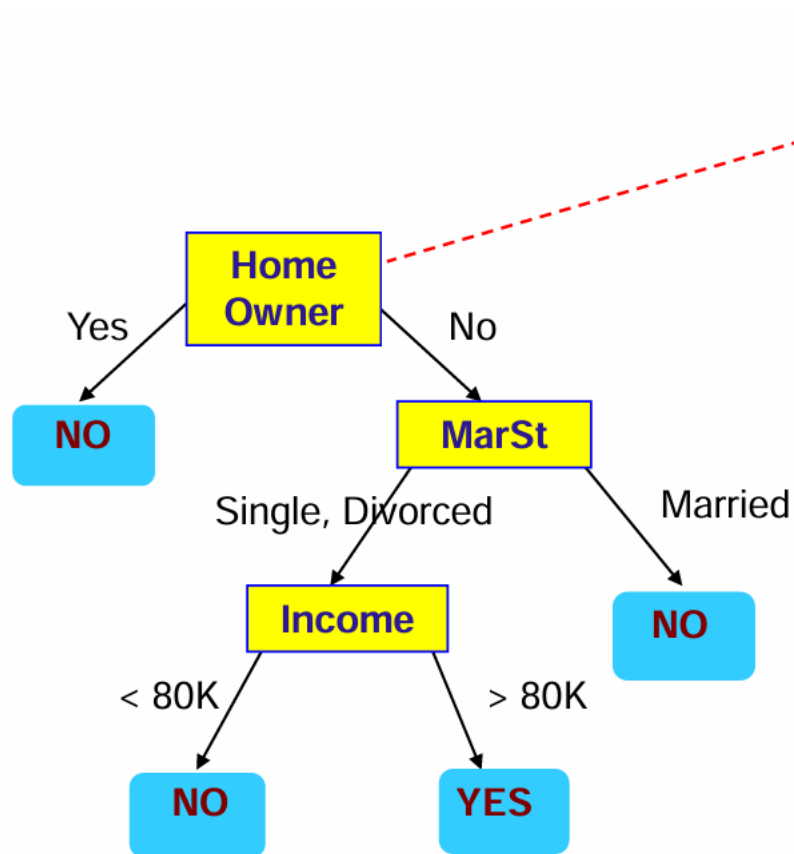 Home
Owner
Yes
No
NO
MarSt
Single, Divorced
Married
Income
NO
< 80K
> 80K
NO
YES